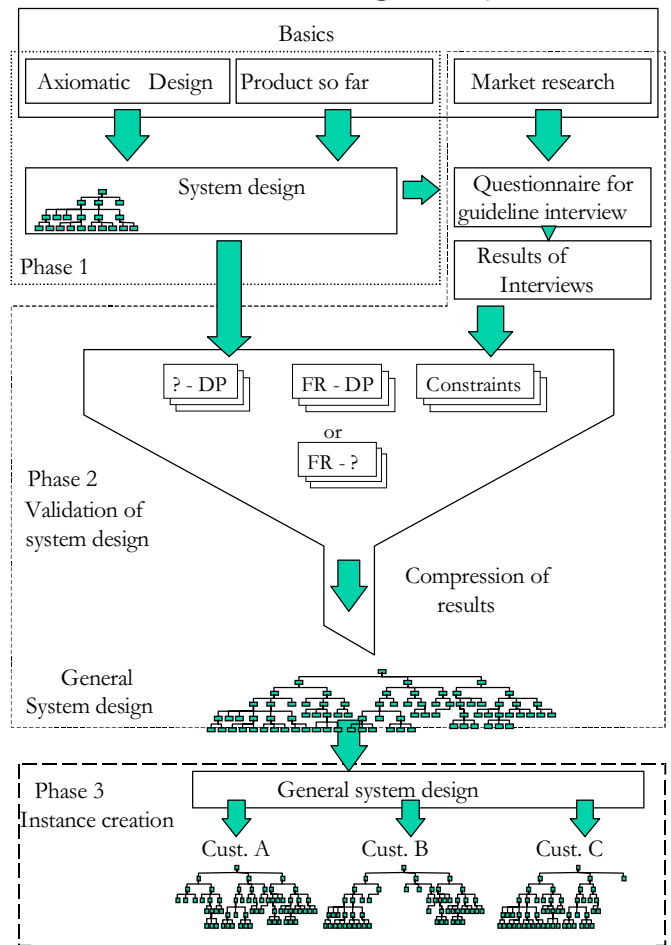 Basics
Axiomatic Design
Product so far
Market research
System design
Questionnaire for
guideline interview
Results of
Interviews
Phase 1
? - DP
FR - DP
Constraints
or
FR - ?
Phase 2
Validation of
system design
Compression of
results
General
System design
Phase 3
Instance creation
General system design
Cust. A
Cust. B
Cust. C